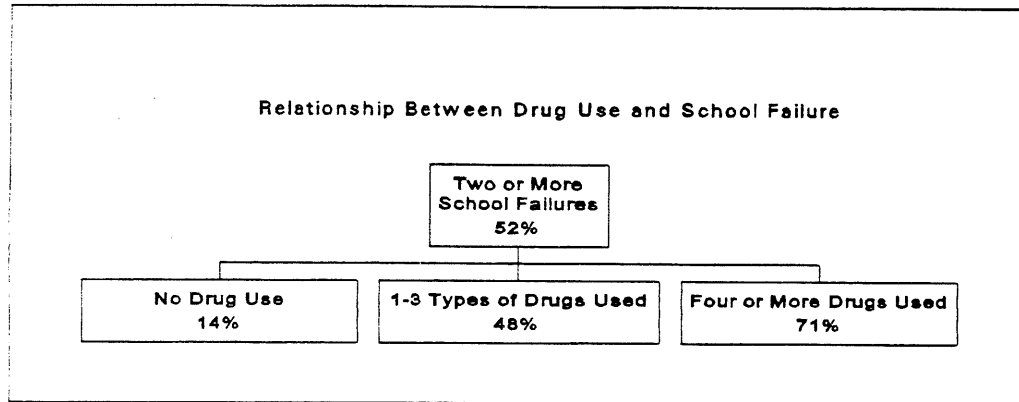 Relationship Between Drug Use and School Failure
Two or More
School Failures
52%
No Drug Use
14%
1-3 Types of Drugs Used
48%
Four or More Drugs Used
71%